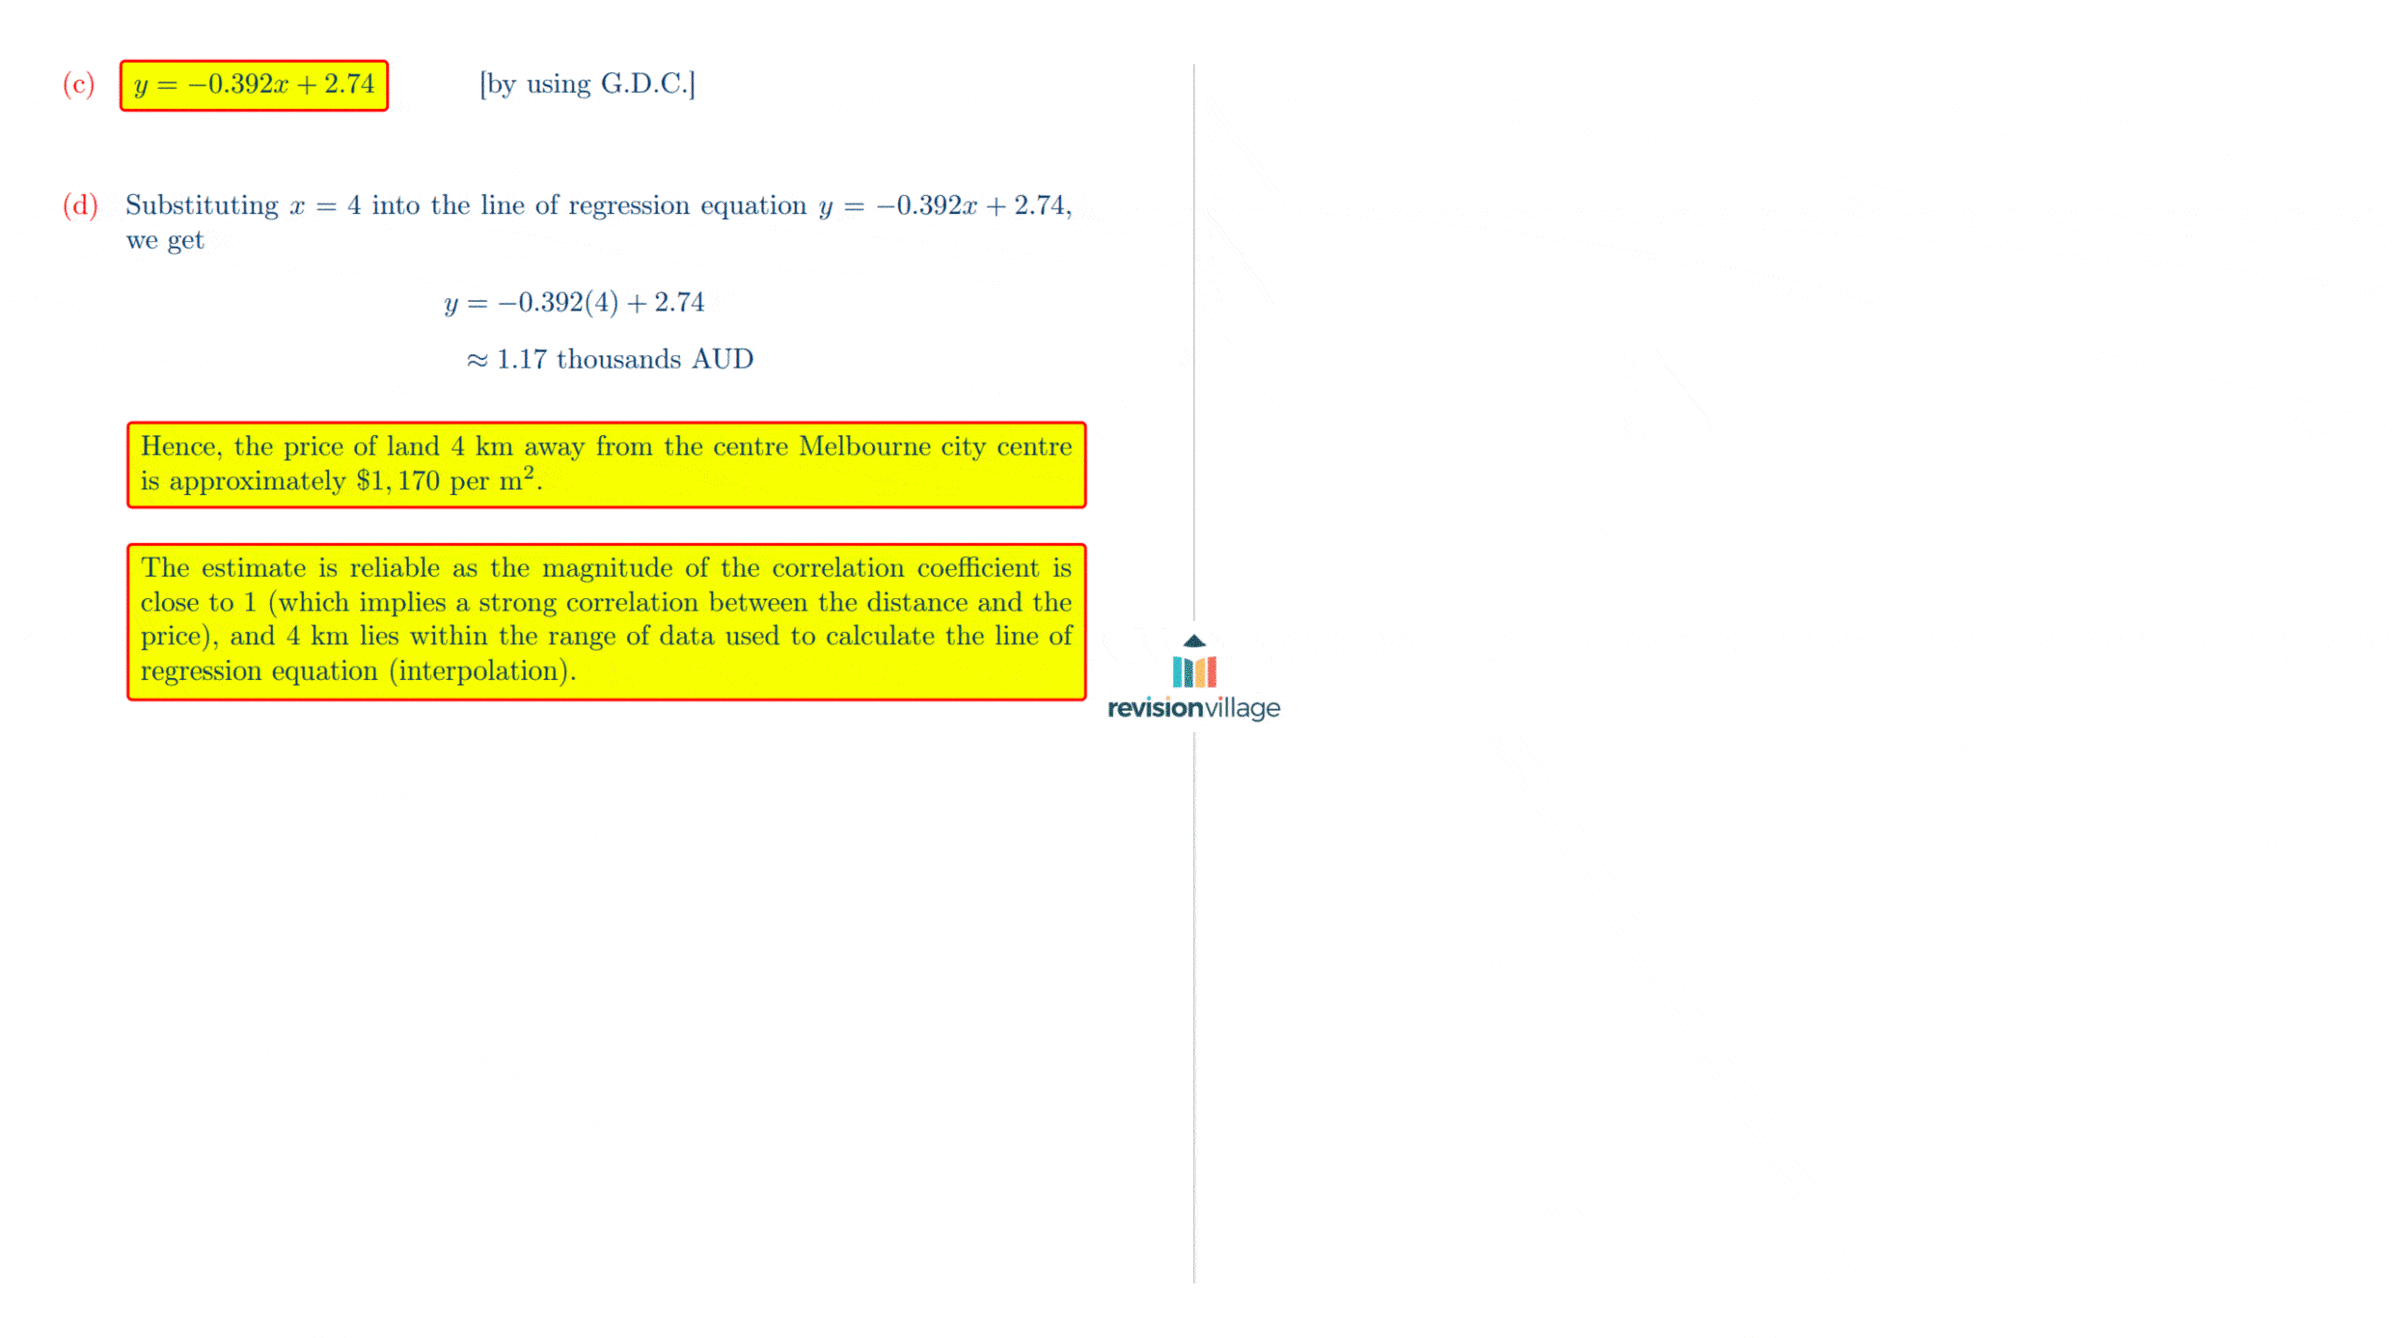 (c) y = −0.392x + 2.74 [by using G.D.C.]
(d) Substituting x = 4 into the line of regression equation y = −0.392x + 2.74,
we get
y = −0.392(4) + 2.74
≈ 1.17 thousands AUD
Hence, the price of land 4 km away from the centre Melbourne city centre
is approximately $1,170 per m².
The estimate is reliable as the magnitude of the correlation coefficient is
close to 1 (which implies a strong correlation between the distance and the
price), and 4 km lies within the range of data used to calculate the line of
regression equation (interpolation).
revisionvillage